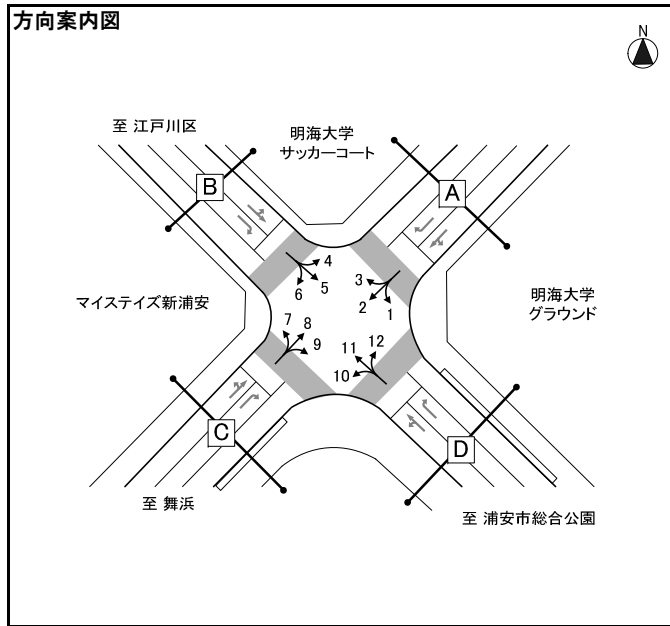 方向案内図
N
至 江戸川区
明海大学
サッカーコート
B
A
4
5
6
3
2
1
マイステイズ新浦安
明海大学
グラウンド
7
8
9
11
12
10
C
D
至 舞浜
至 浦安市総合公園